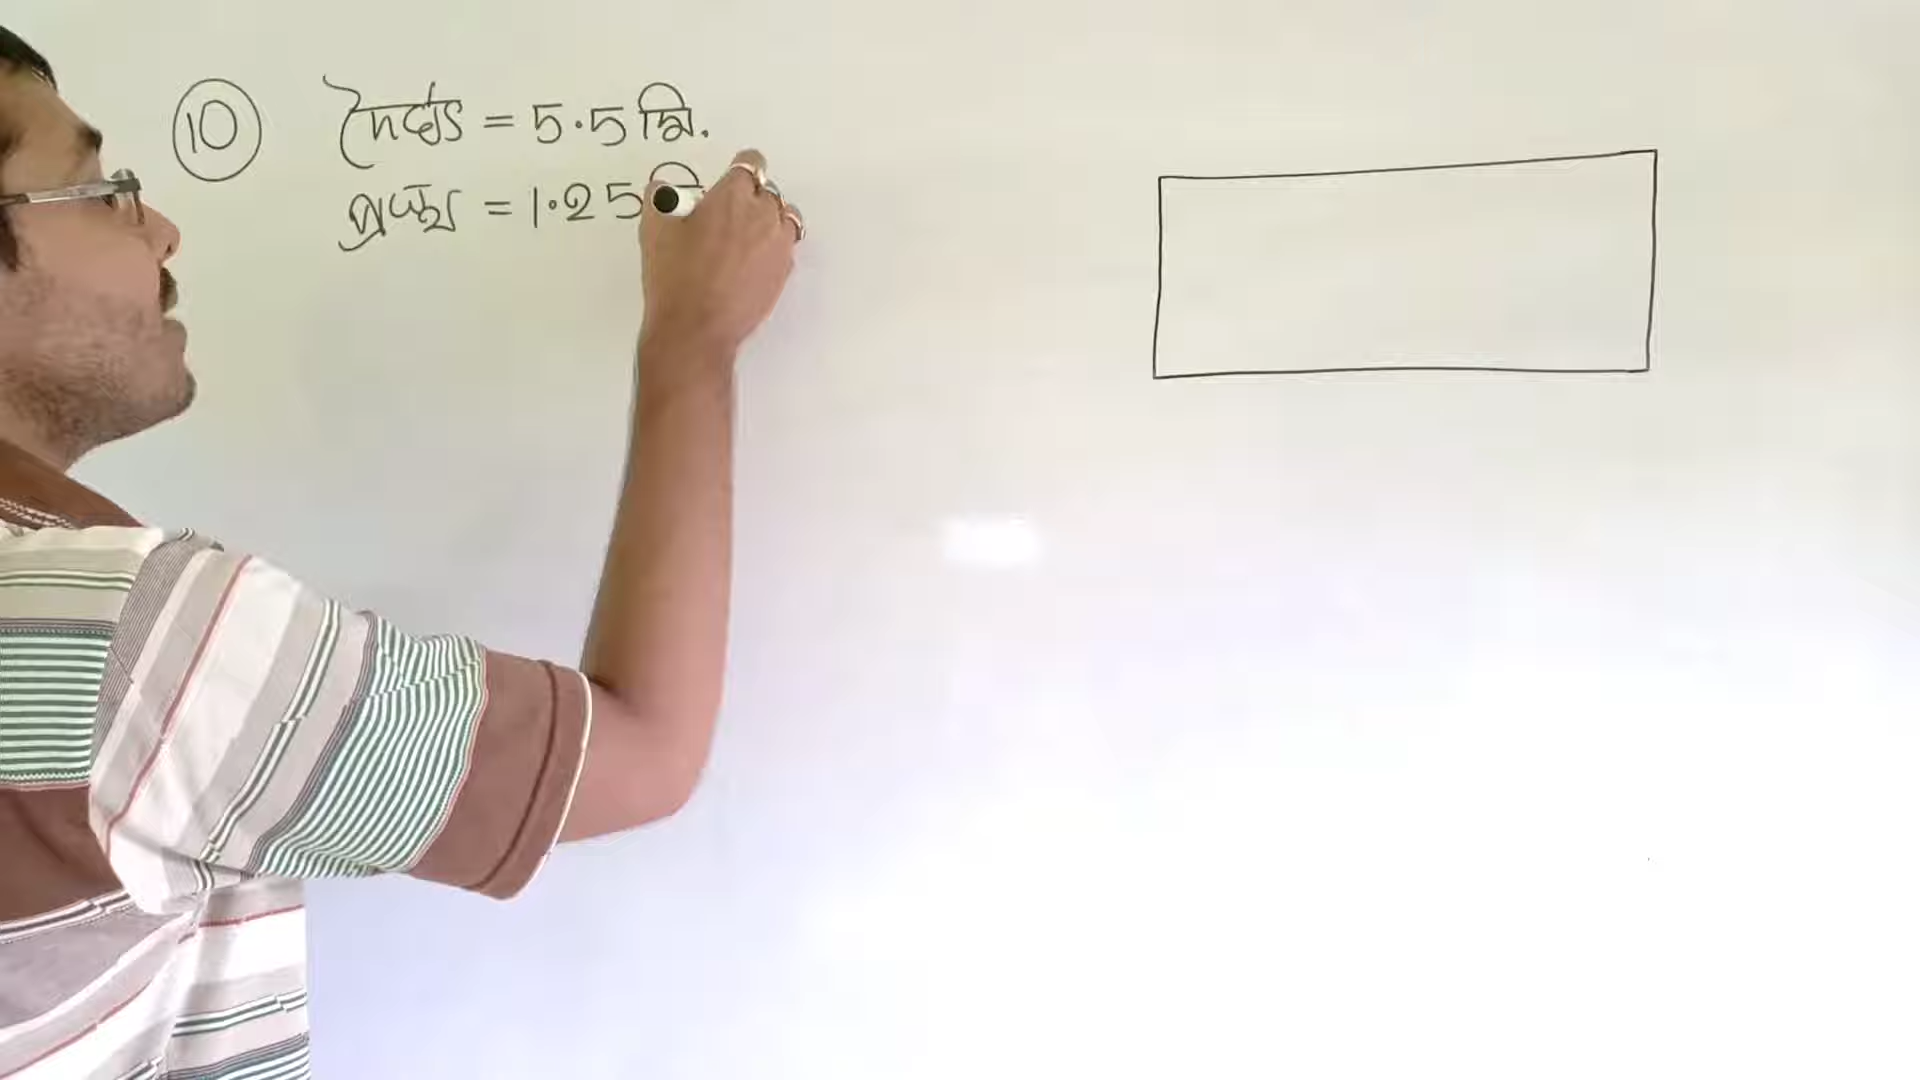 10 দৈর্ঘ্য = 5.5 মি.
প্রস্থ = 1.25